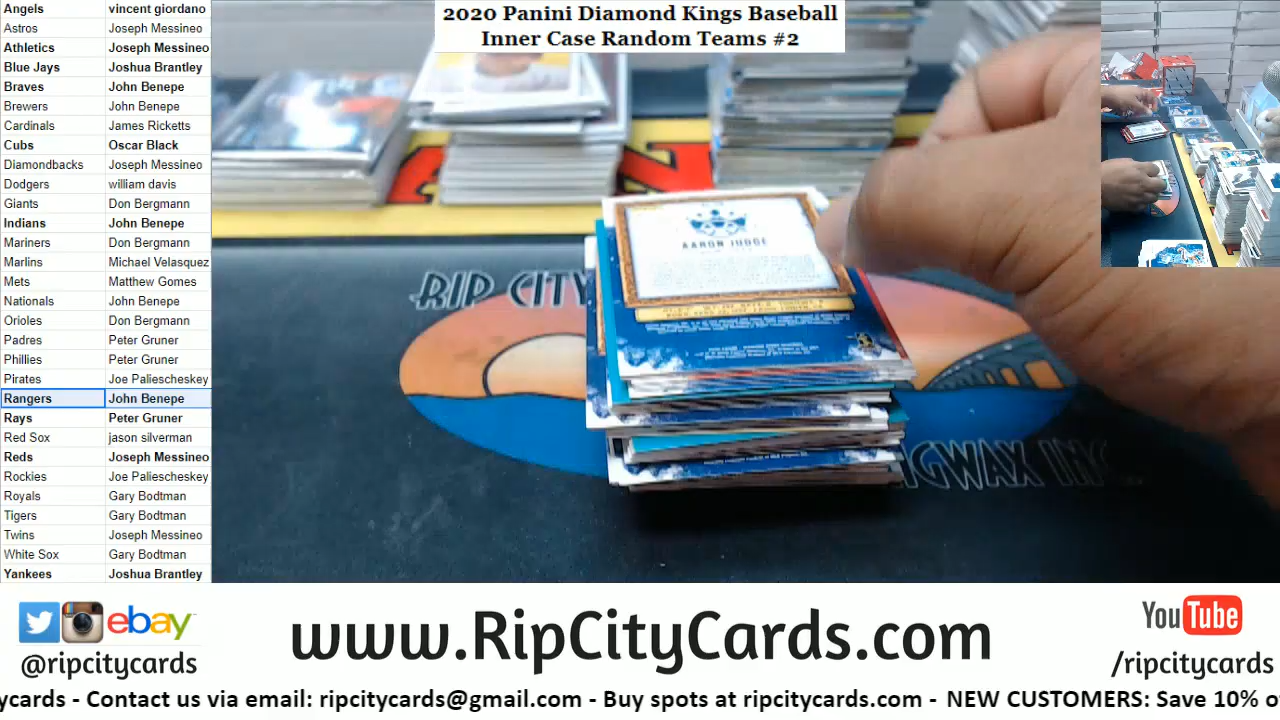 2020 Panini Diamond Kings Baseball
Inner Case Random Teams #2
Angels vincent giordano
Astros Joseph Messineo
Athletics Joseph Messineo
Blue Jays Joshua Brantley
Braves John Benepe
Brewers John Benepe
Cardinals James Ricketts
Cubs Oscar Black
Diamondbacks Joseph Messineo
Dodgers william davis
Giants Don Bergmann
Indians John Benepe
Mariners Don Bergmann
Marlins Michael Velasquez
Mets Matthew Gomes
Nationals John Benepe
Orioles Don Bergmann
Padres Peter Gruner
Phillies Peter Gruner
Pirates Joe Paliescheskey
Rangers John Benepe
Rays Peter Gruner
Red Sox jason silverman
Reds Joseph Messineo
Rockies Joe Paliescheskey
Royals Gary Bodtman
Tigers Gary Bodtman
Twins Joseph Messineo
White Sox Gary Bodtman
Yankees Joshua Brantley
AARON JUDGE
RIP CITY
GWAX INC
ebay
@ripcitycards
www.RipCityCards.com
YouTube
/ripcitycards
ycards - Contact us via email: ripcitycards@gmail.com - Buy spots at ripcitycards.com - NEW CUSTOMERS: Save 10% o